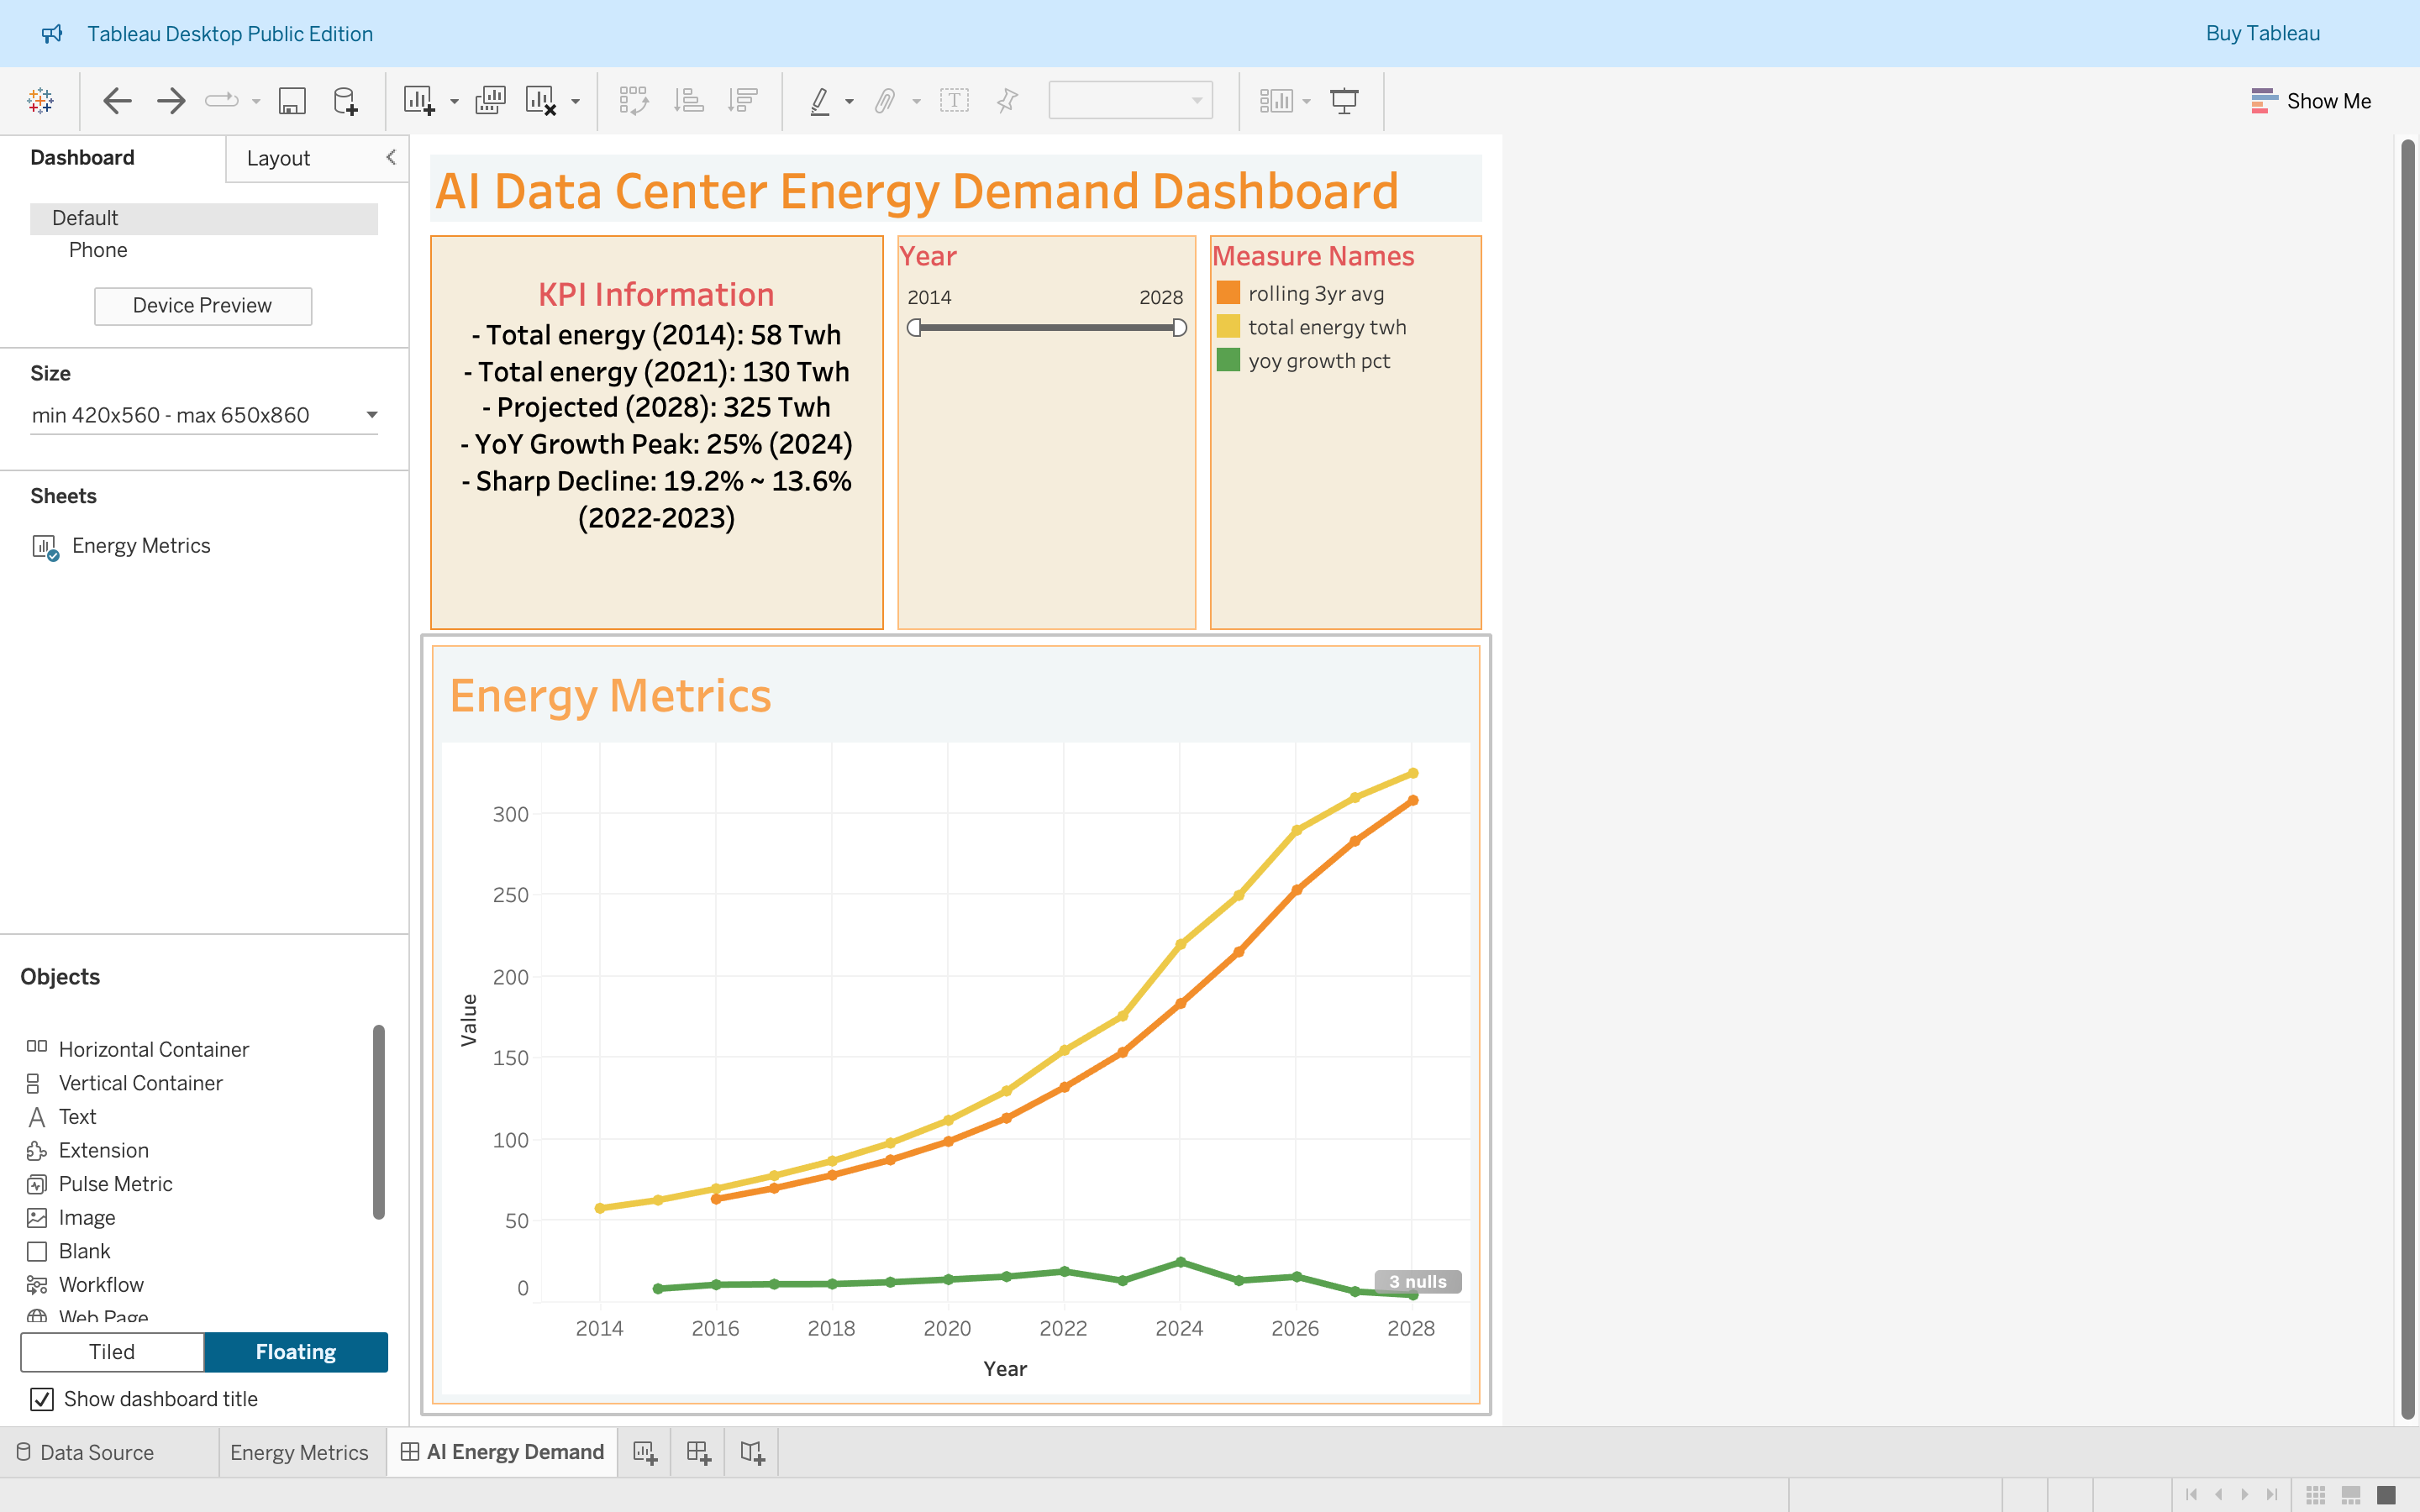 Tableau Desktop Public Edition
Buy Tableau
Show Me
Dashboard
Layout
Default
Phone
Device Preview
Size
min 420x560 - max 650x860
Sheets
Energy Metrics
Objects
Horizontal Container
Vertical Container
Text
Extension
Pulse Metric
Image
Blank
Workflow
Web Page
Tiled
Floating
Show dashboard title
AI Data Center Energy Demand Dashboard
KPI Information
- Total energy (2014): 58 Twh
- Total energy (2021): 130 Twh
- Projected (2028): 325 Twh
- YoY Growth Peak: 25% (2024)
- Sharp Decline: 19.2% ~ 13.6%
(2022-2023)
Year
2014
2028
Measure Names
rolling 3yr avg
total energy twh
yoy growth pct
Energy Metrics
300
250
200
150
100
50
0
Value
3 nulls
2014
2016
2018
2020
2022
2024
2026
2028
Year
Data Source
Energy Metrics
AI Energy Demand